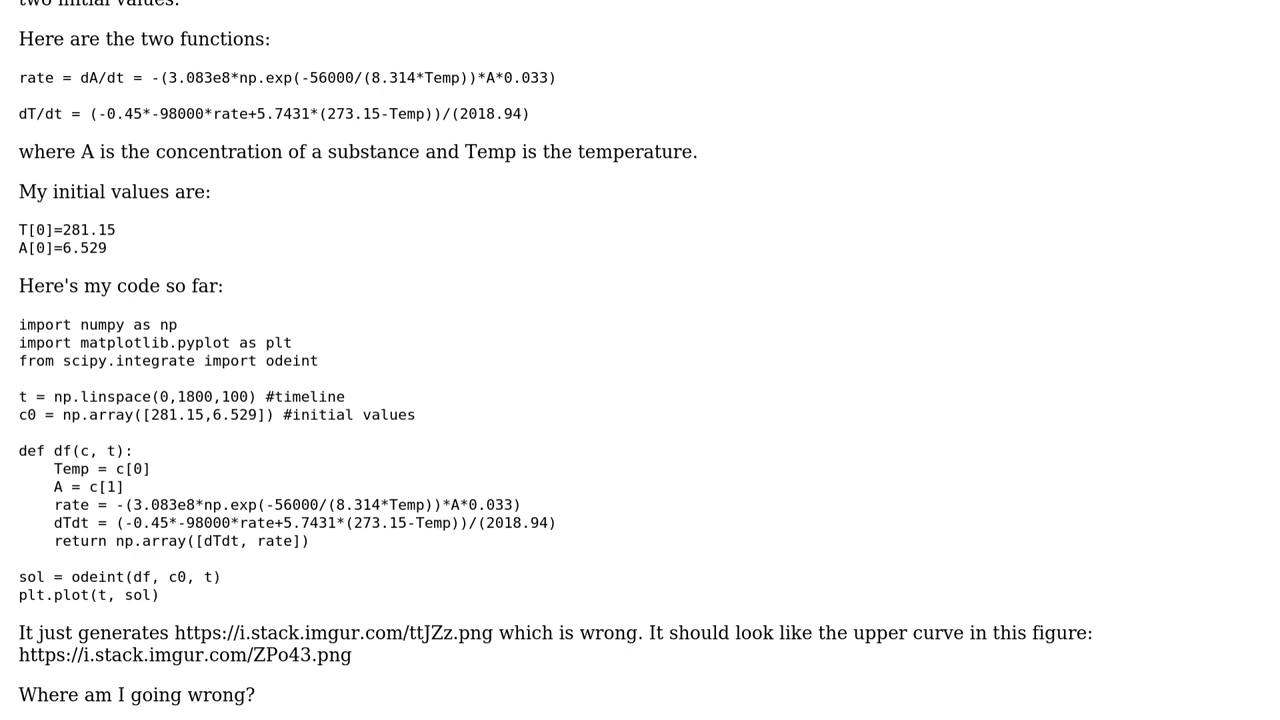 two initial values.
Here are the two functions:
rate = dA/dt = -(3.083e8*np.exp(-56000/(8.314*Temp))*A*0.033)
dT/dt = (-0.45*-98000*rate+5.7431*(273.15-Temp))/(2018.94)
where A is the concentration of a substance and Temp is the temperature.
My initial values are:
T[0]=281.15
A[0]=6.529
Here's my code so far:
import numpy as np
import matplotlib.pyplot as plt
from scipy.integrate import odeint
t = np.linspace(0,1800,100) #timeline
c0 = np.array([281.15,6.529]) #initial values
def df(c, t):
    Temp = c[0]
    A = c[1]
    rate = -(3.083e8*np.exp(-56000/(8.314*Temp))*A*0.033)
    dTdt = (-0.45*-98000*rate+5.7431*(273.15-Temp))/(2018.94)
    return np.array([dTdt, rate])
sol = odeint(df, c0, t)
plt.plot(t, sol)
It just generates https://i.stack.imgur.com/ttJZz.png which is wrong. It should look like the upper curve in this figure:
https://i.stack.imgur.com/ZPo43.png
Where am I going wrong?